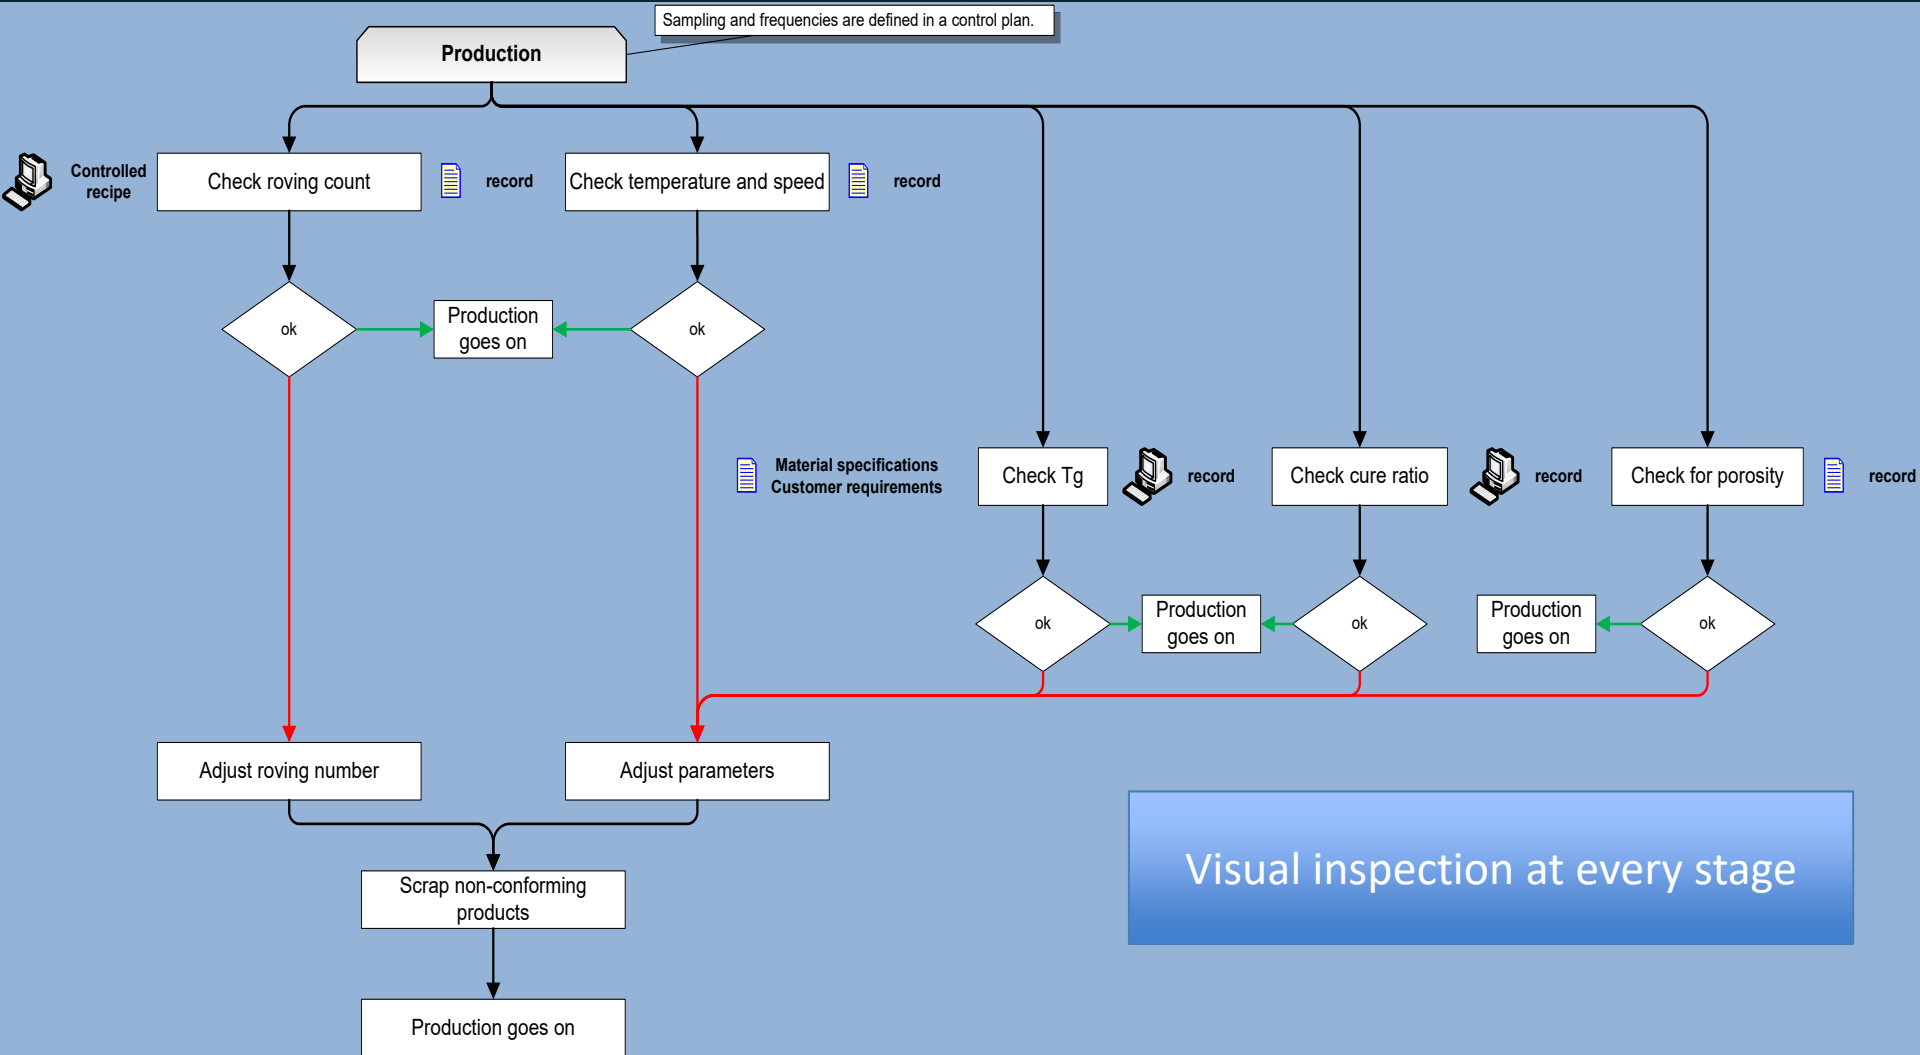 Sampling and frequencies are defined in a control plan.
Production
Controlled
recipe
Check roving count
record
Check temperature and speed
record
ok
Production
goes on
ok
Material specifications
Customer requirements
Check Tg
record
Check cure ratio
record
Check for porosity
record
ok
Production
goes on
ok
Production
goes on
ok
Adjust roving number
Adjust parameters
Scrap non-conforming
products
Visual inspection at every stage
Production goes on